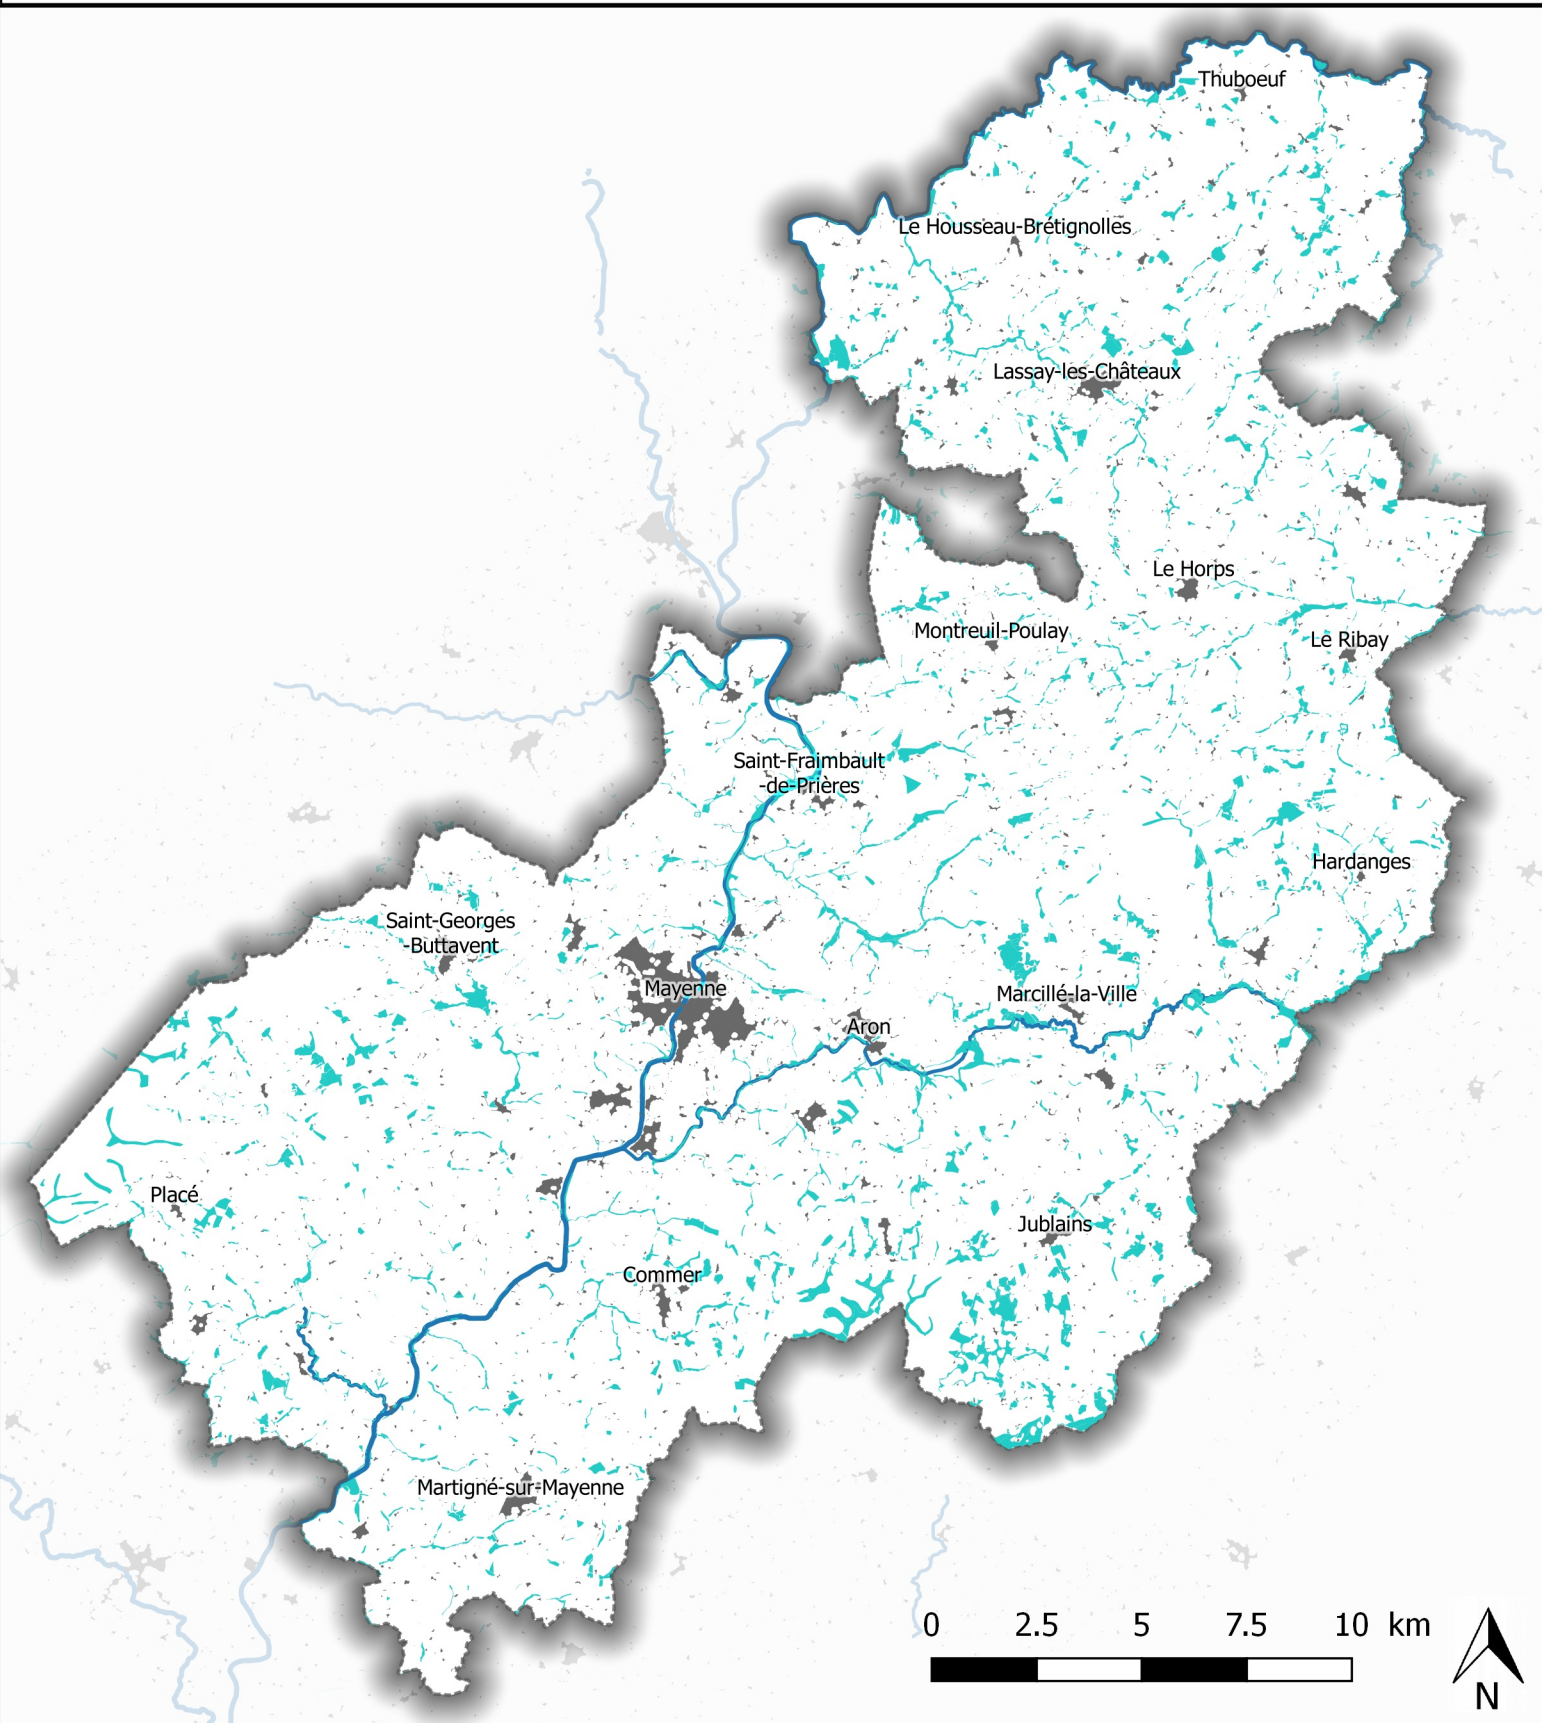 Thuboeuf
Le Housseau-Brétignolles
Lassay-les-Châteaux
Le Horps
Montreuil-Poulay
Le Ribay
Saint-Fraimbault
-de-Prières
Hardanges
Saint-Georges
-Buttavent
Mayenne
Marcillé-la-Ville
Aron
Placé
Jublains
Commer
Martigné-sur-Mayenne
0 2.5 5 7.5 10 km
N